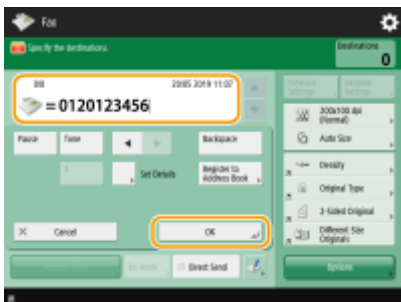 Fax
Specify the destinations.
Destinations
0
20/05 2019 11:07
=0120123456
200x100 dpi
(Normal)
Auto Size
Pause
Tone
Backspace
Set Details
Register to
Address Book
Density
Original Type
2-Sided Original
Different Size
Originals
Cancel
OK
Direct Send
Options